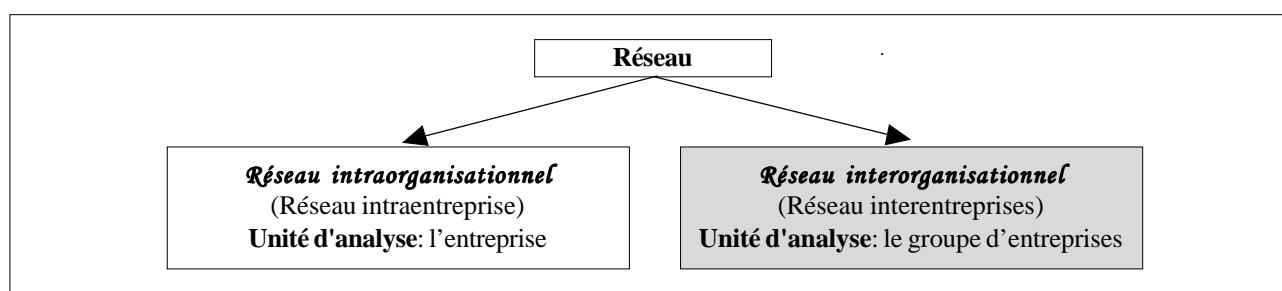 Réseau
Réseau intraorganisationnel
(Réseau intraentreprise)
Unité d'analyse: l’entreprise
Réseau interorganisationnel
(Réseau interentreprises)
Unité d'analyse: le groupe d’entreprises